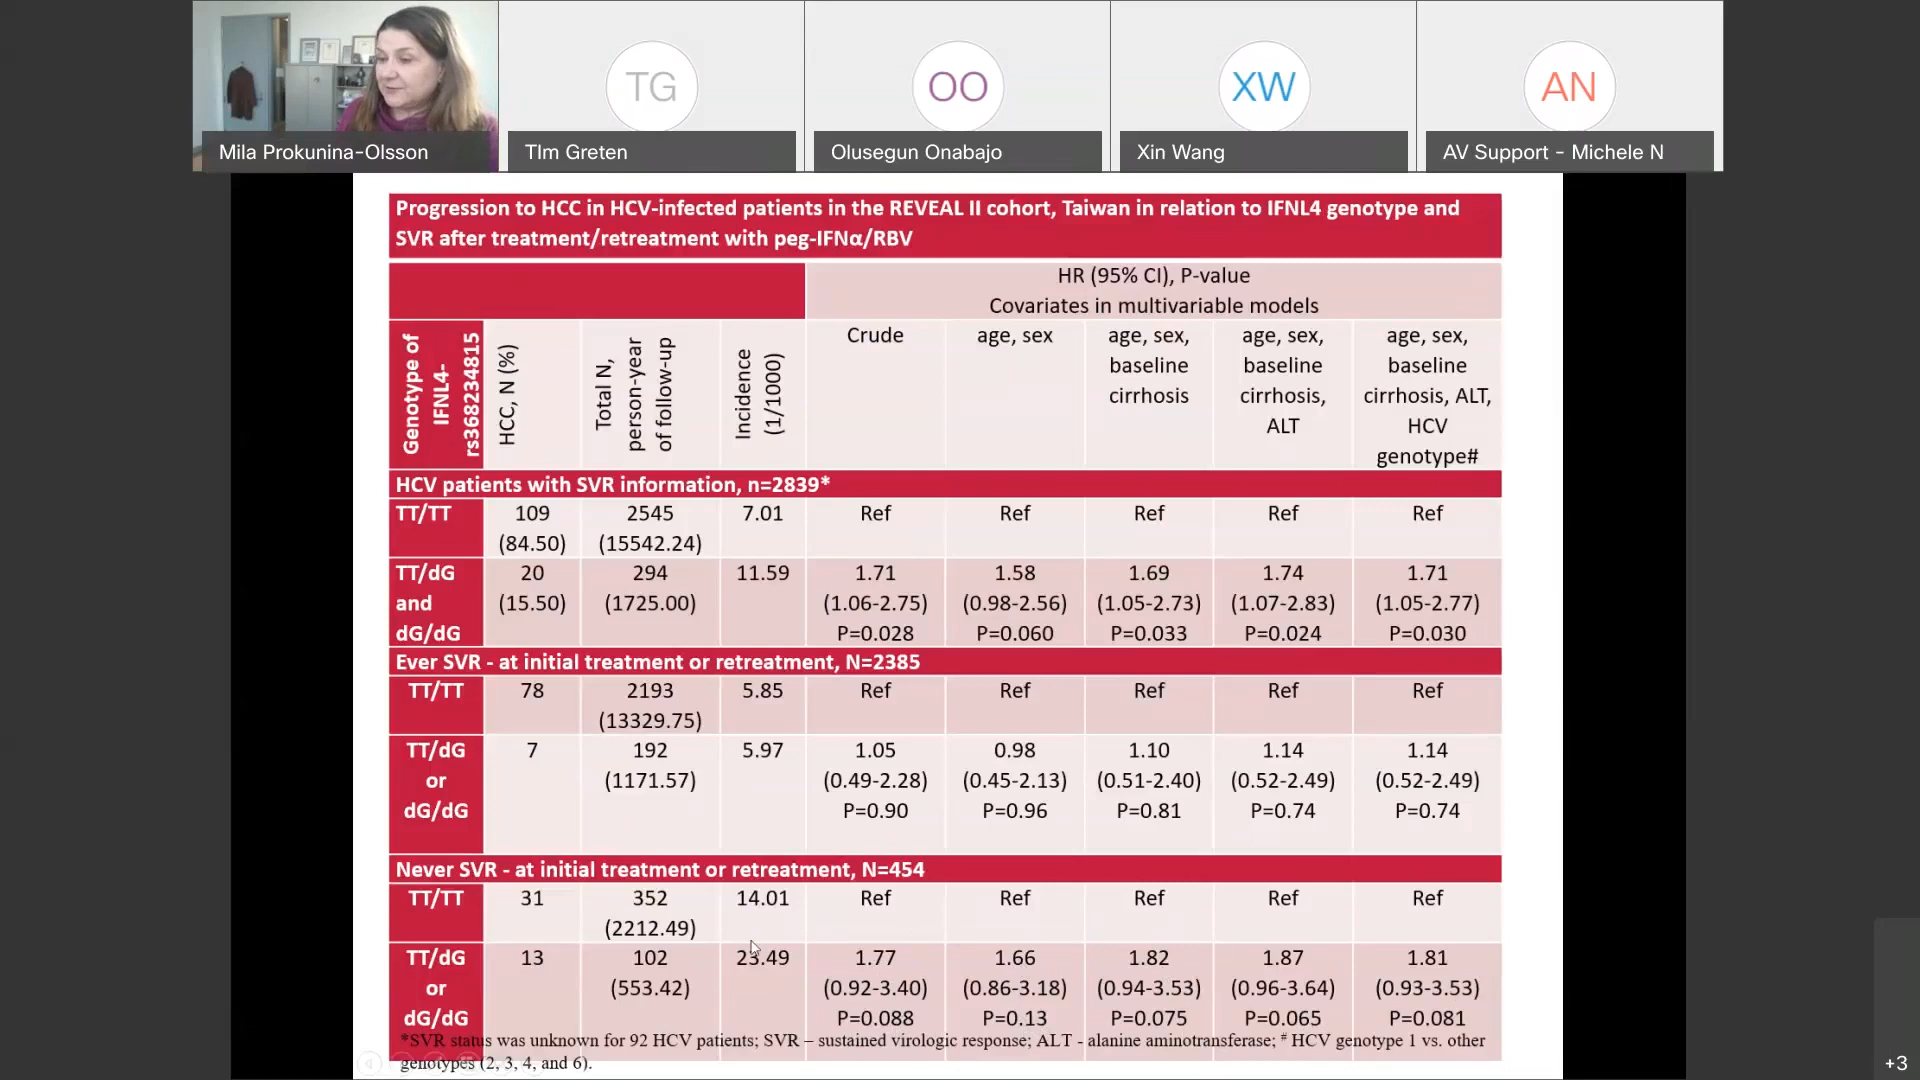 TG
OO
XW
AN
Mila Prokunina-Olsson
TIm Greten
Olusegun Onabajo
Xin Wang
AV Support - Michele N
Progression to HCC in HCV-infected patients in the REVEAL II cohort, Taiwan in relation to IFNL4 genotype and
SVR after treatment/retreatment with peg-IFNα/RBV
HR (95% CI), P-value
Covariates in multivariable models
Genotype of
IFNL4-
rs368234815
HCC, N (%)
Total N,
person-year
of follow-up
Incidence
(1/1000)
Crude
age, sex
age, sex,
baseline
cirrhosis
age, sex,
baseline
cirrhosis,
ALT
age, sex,
baseline
cirrhosis, ALT,
HCV
genotype#
HCV patients with SVR information, n=2839*
TT/TT
109
(84.50)
2545
(15542.24)
7.01
Ref
Ref
Ref
Ref
Ref
TT/dG
and
dG/dG
20
(15.50)
294
(1725.00)
11.59
1.71
(1.06-2.75)
P=0.028
1.58
(0.98-2.56)
P=0.060
1.69
(1.05-2.73)
P=0.033
1.74
(1.07-2.83)
P=0.024
1.71
(1.05-2.77)
P=0.030
Ever SVR - at initial treatment or retreatment, N=2385
TT/TT
78
2193
(13329.75)
5.85
Ref
Ref
Ref
Ref
Ref
TT/dG
or
dG/dG
7
192
(1171.57)
5.97
1.05
(0.49-2.28)
P=0.90
0.98
(0.45-2.13)
P=0.96
1.10
(0.51-2.40)
P=0.81
1.14
(0.52-2.49)
P=0.74
1.14
(0.52-2.49)
P=0.74
Never SVR - at initial treatment or retreatment, N=454
TT/TT
31
352
(2212.49)
14.01
Ref
Ref
Ref
Ref
Ref
TT/dG
or
dG/dG
13
102
(553.42)
23.49
1.77
(0.92-3.40)
P=0.088
1.66
(0.86-3.18)
P=0.13
1.82
(0.94-3.53)
P=0.075
1.87
(0.96-3.64)
P=0.065
1.81
(0.93-3.53)
P=0.081
*SVR status was unknown for 92 HCV patients; SVR – sustained virologic response; ALT - alanine aminotransferase; # HCV genotype 1 vs. other
genotypes (2, 3, 4, and 6).
+3